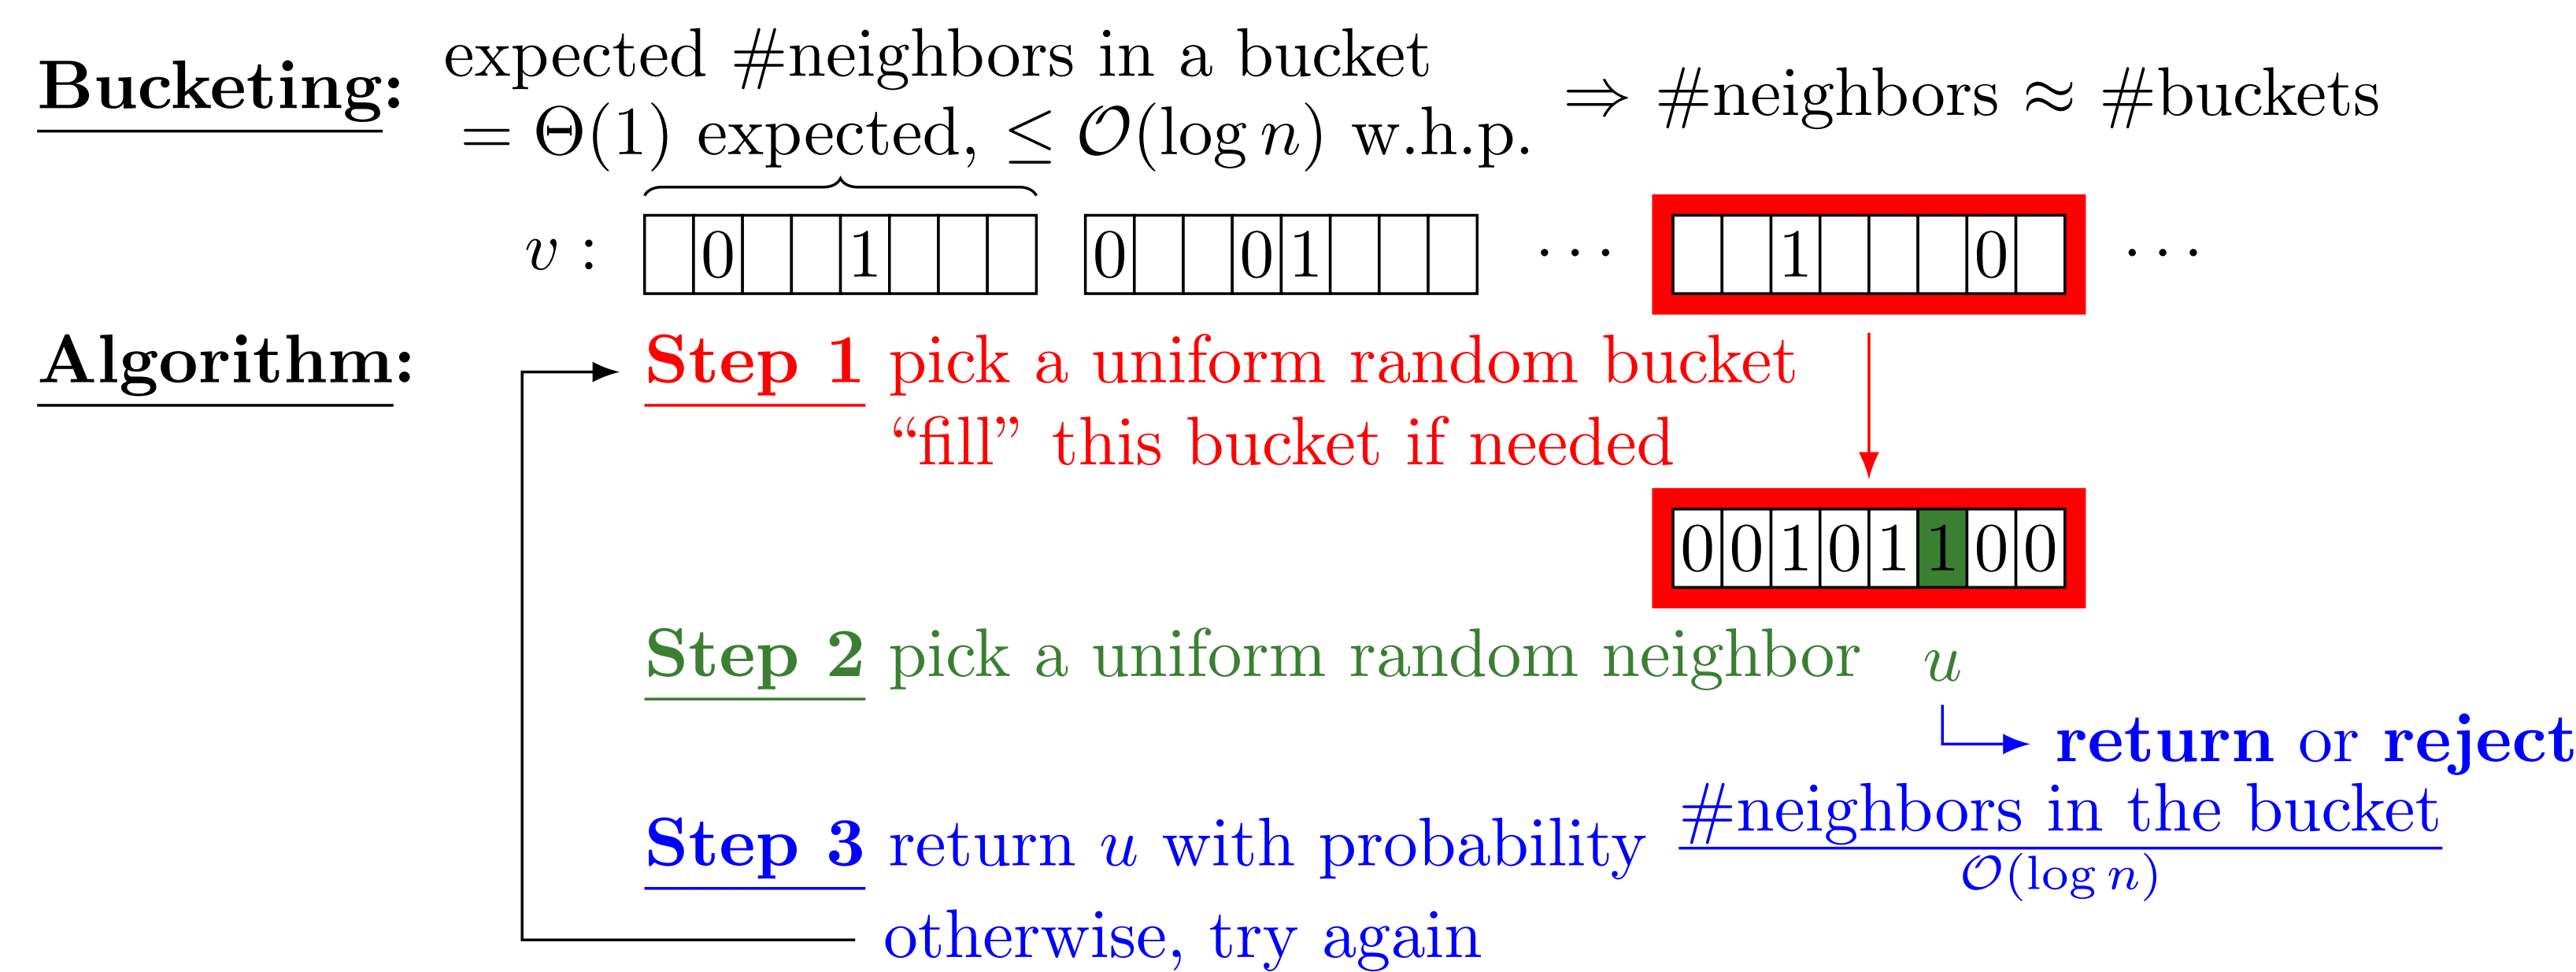 Bucketing: expected #neighbors in a bucket
= Θ(1) expected, ≤ 𝒪(log n) w.h.p. ⇒ #neighbors ≈ #buckets
v : 0 1 0 0 1 ⋯ 1 0 ⋯
Algorithm: Step 1 pick a uniform random bucket
“fill” this bucket if needed
0 0 1 0 1 1 0 0
Step 2 pick a uniform random neighbor u
return or reject
Step 3 return u with probability #neighbors in the bucket / 𝒪(log n)
otherwise, try again